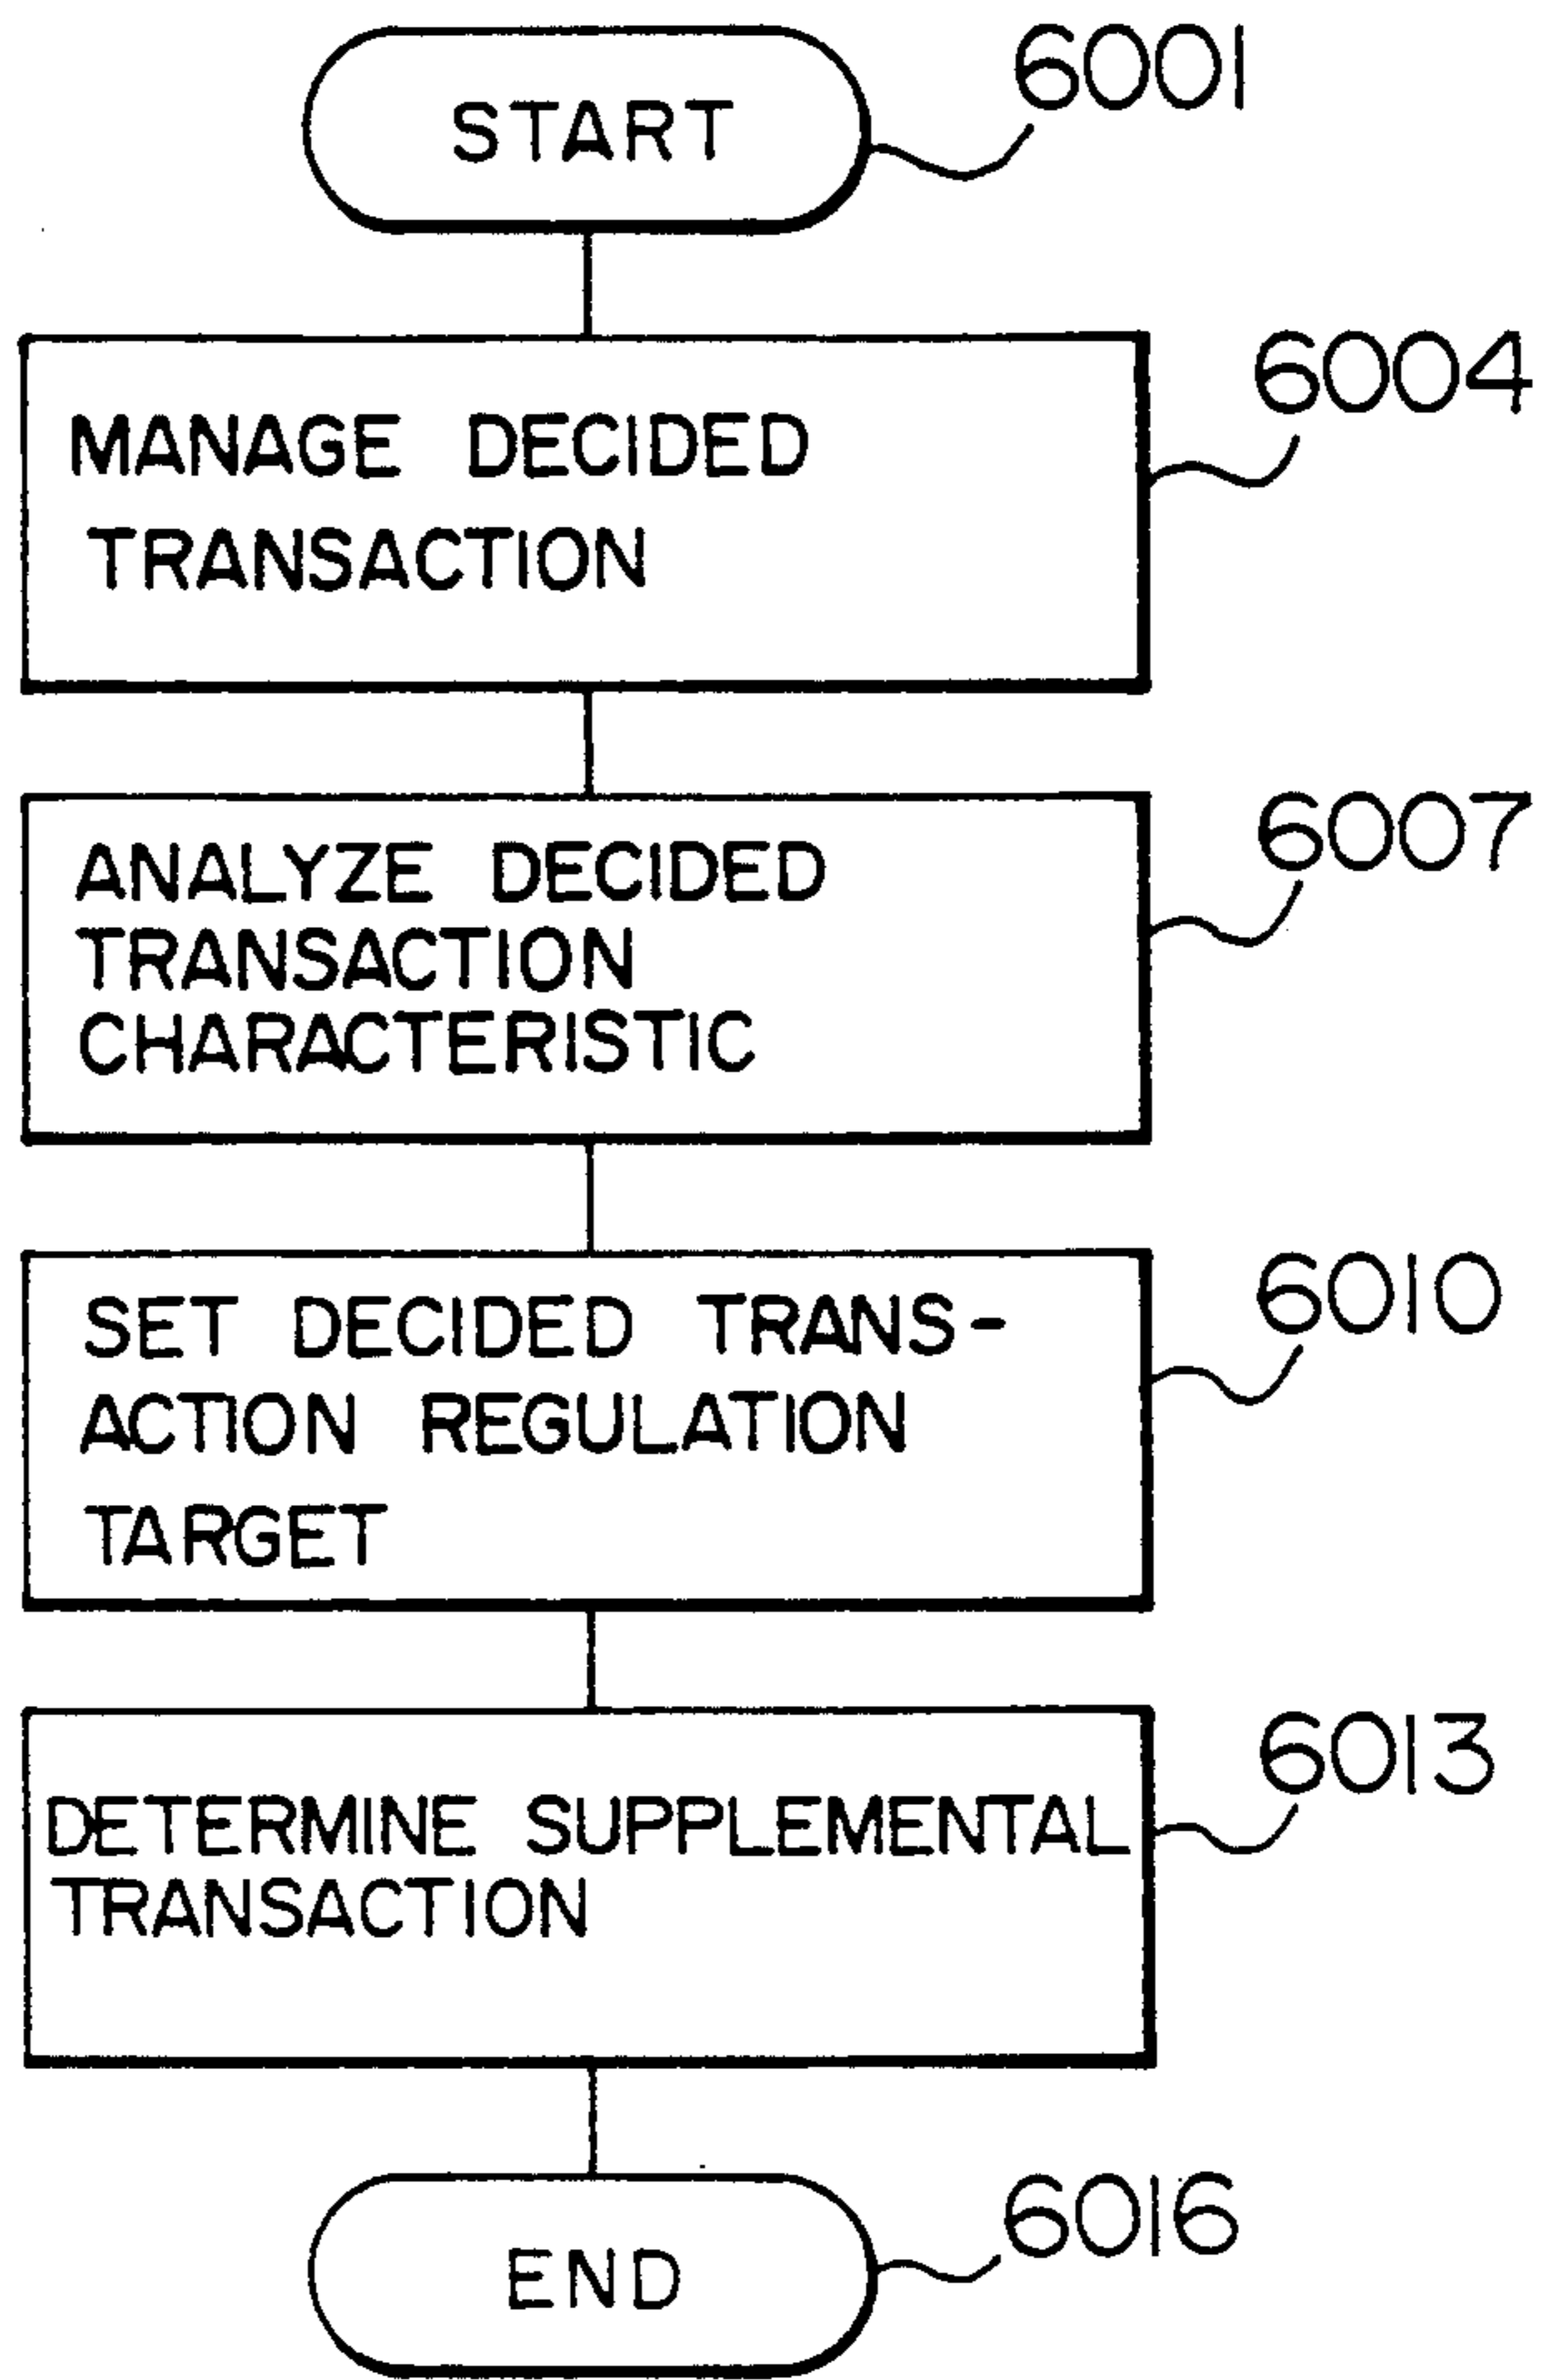 START
6001
MANAGE DECIDED
TRANSACTION
6004
ANALYZE DECIDED
TRANSACTION
CHARACTERISTIC
6007
SET DECIDED TRANS-
ACTION REGULATION
TARGET
6010
DETERMINE SUPPLEMENTAL
TRANSACTION
6013
END
6016